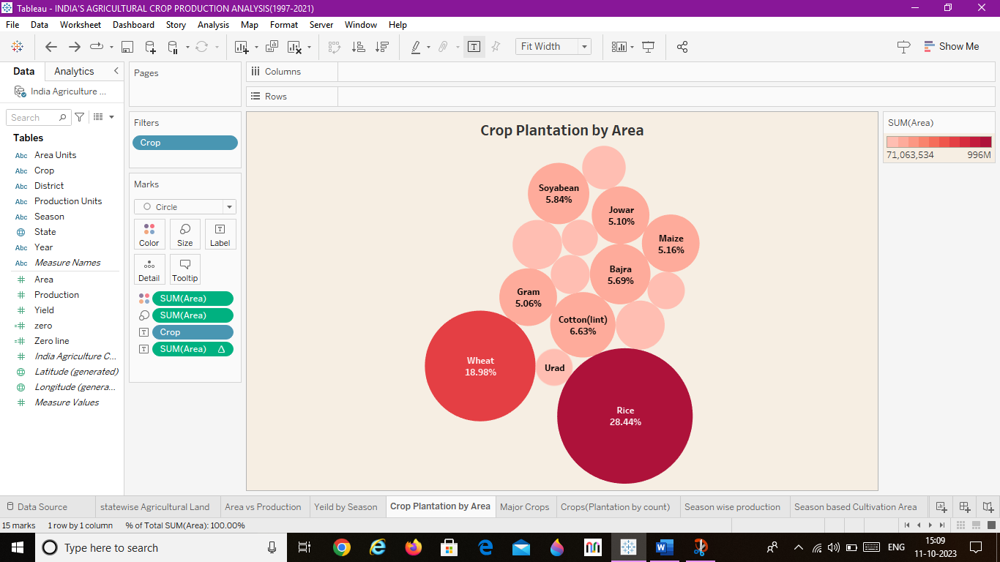 Tableau - INDIA'S AGRICULTURAL CROP PRODUCTION ANALYSIS(1997-2021)
File Data Worksheet Dashboard Story Analysis Map Format Server Window Help
Fit Width
Show Me
Data Analytics
India Agriculture ...
Search
Tables
Abc Area Units
Abc Crop
Abc District
Abc Production Units
Abc Season
State
Abc Year
Abc Measure Names
Area
Production
Yield
zero
Zero line
India Agriculture C...
Latitude (generated)
Longitude (genera...
Measure Values
Pages
Filters
Crop
Marks
Circle
Color Size Label
Detail Tooltip
SUM(Area)
SUM(Area)
Crop
SUM(Area)
Columns
Rows
Crop Plantation by Area
Soyabean
5.84%
Jowar
5.10%
Maize
5.16%
Bajra
5.69%
Gram
5.06%
Cotton(lint)
6.63%
Wheat
18.98%
Urad
Rice
28.44%
SUM(Area)
71,063,534 996M
Data Source statewise Agricultural Land Area vs Production Yeild by Season Crop Plantation by Area Major Crops Crops(Plantation by count) Season wise production Season based Cultivation Area
15 marks 1 row by 1 column % of Total SUM(Area): 100.00%
Type here to search
ENG
15:09
11-10-2023